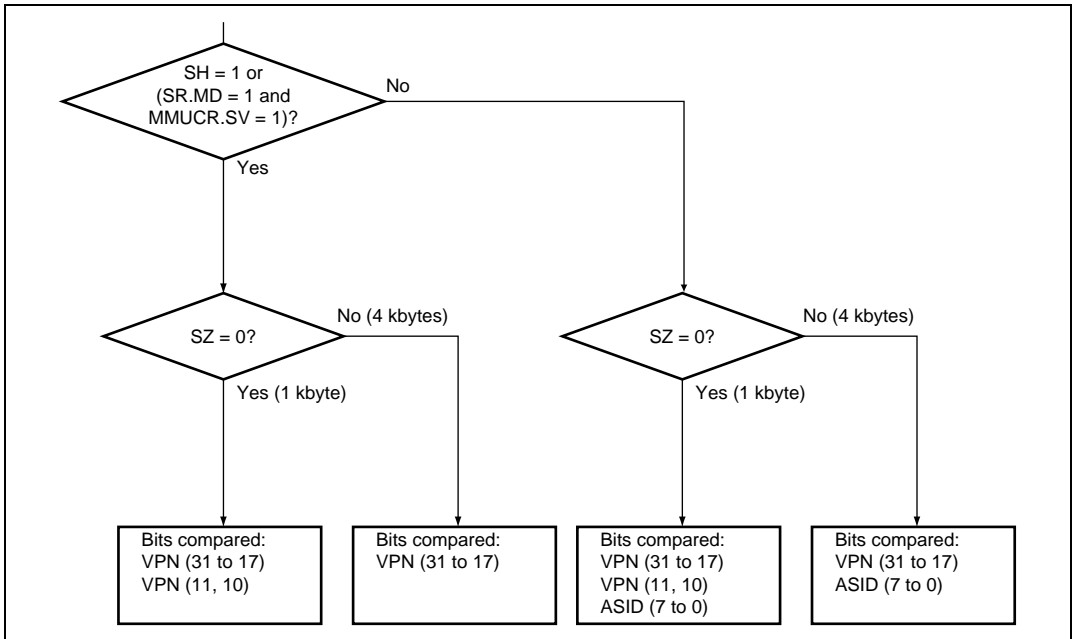 SH = 1 or
(SR.MD = 1 and
MMUCR.SV = 1)?
No
Yes
SZ = 0?
No (4 kbytes)
Yes (1 kbyte)
SZ = 0?
No (4 kbytes)
Yes (1 kbyte)
Bits compared:
VPN (31 to 17)
VPN (11, 10)
Bits compared:
VPN (31 to 17)
Bits compared:
VPN (31 to 17)
VPN (11, 10)
ASID (7 to 0)
Bits compared:
VPN (31 to 17)
ASID (7 to 0)